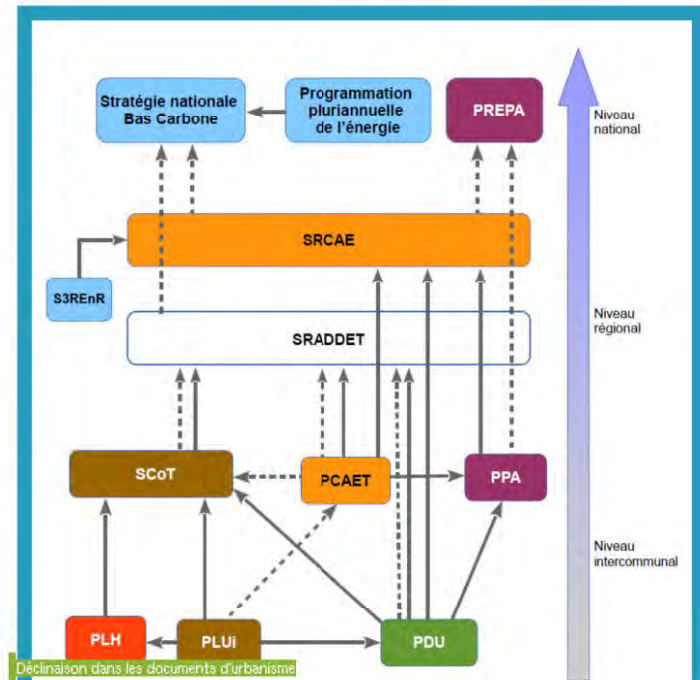 Stratégie nationale
Bas Carbone
Programmation
pluriannuelle
de l'énergie
PREPA
Niveau
national
SRCAE
S3REnR
SRADDET
Niveau
régional
SCoT
PCAET
PPA
Niveau
intercommunal
PLH
PLUi
PDU
Déclinaison dans les documents d'urbanisme